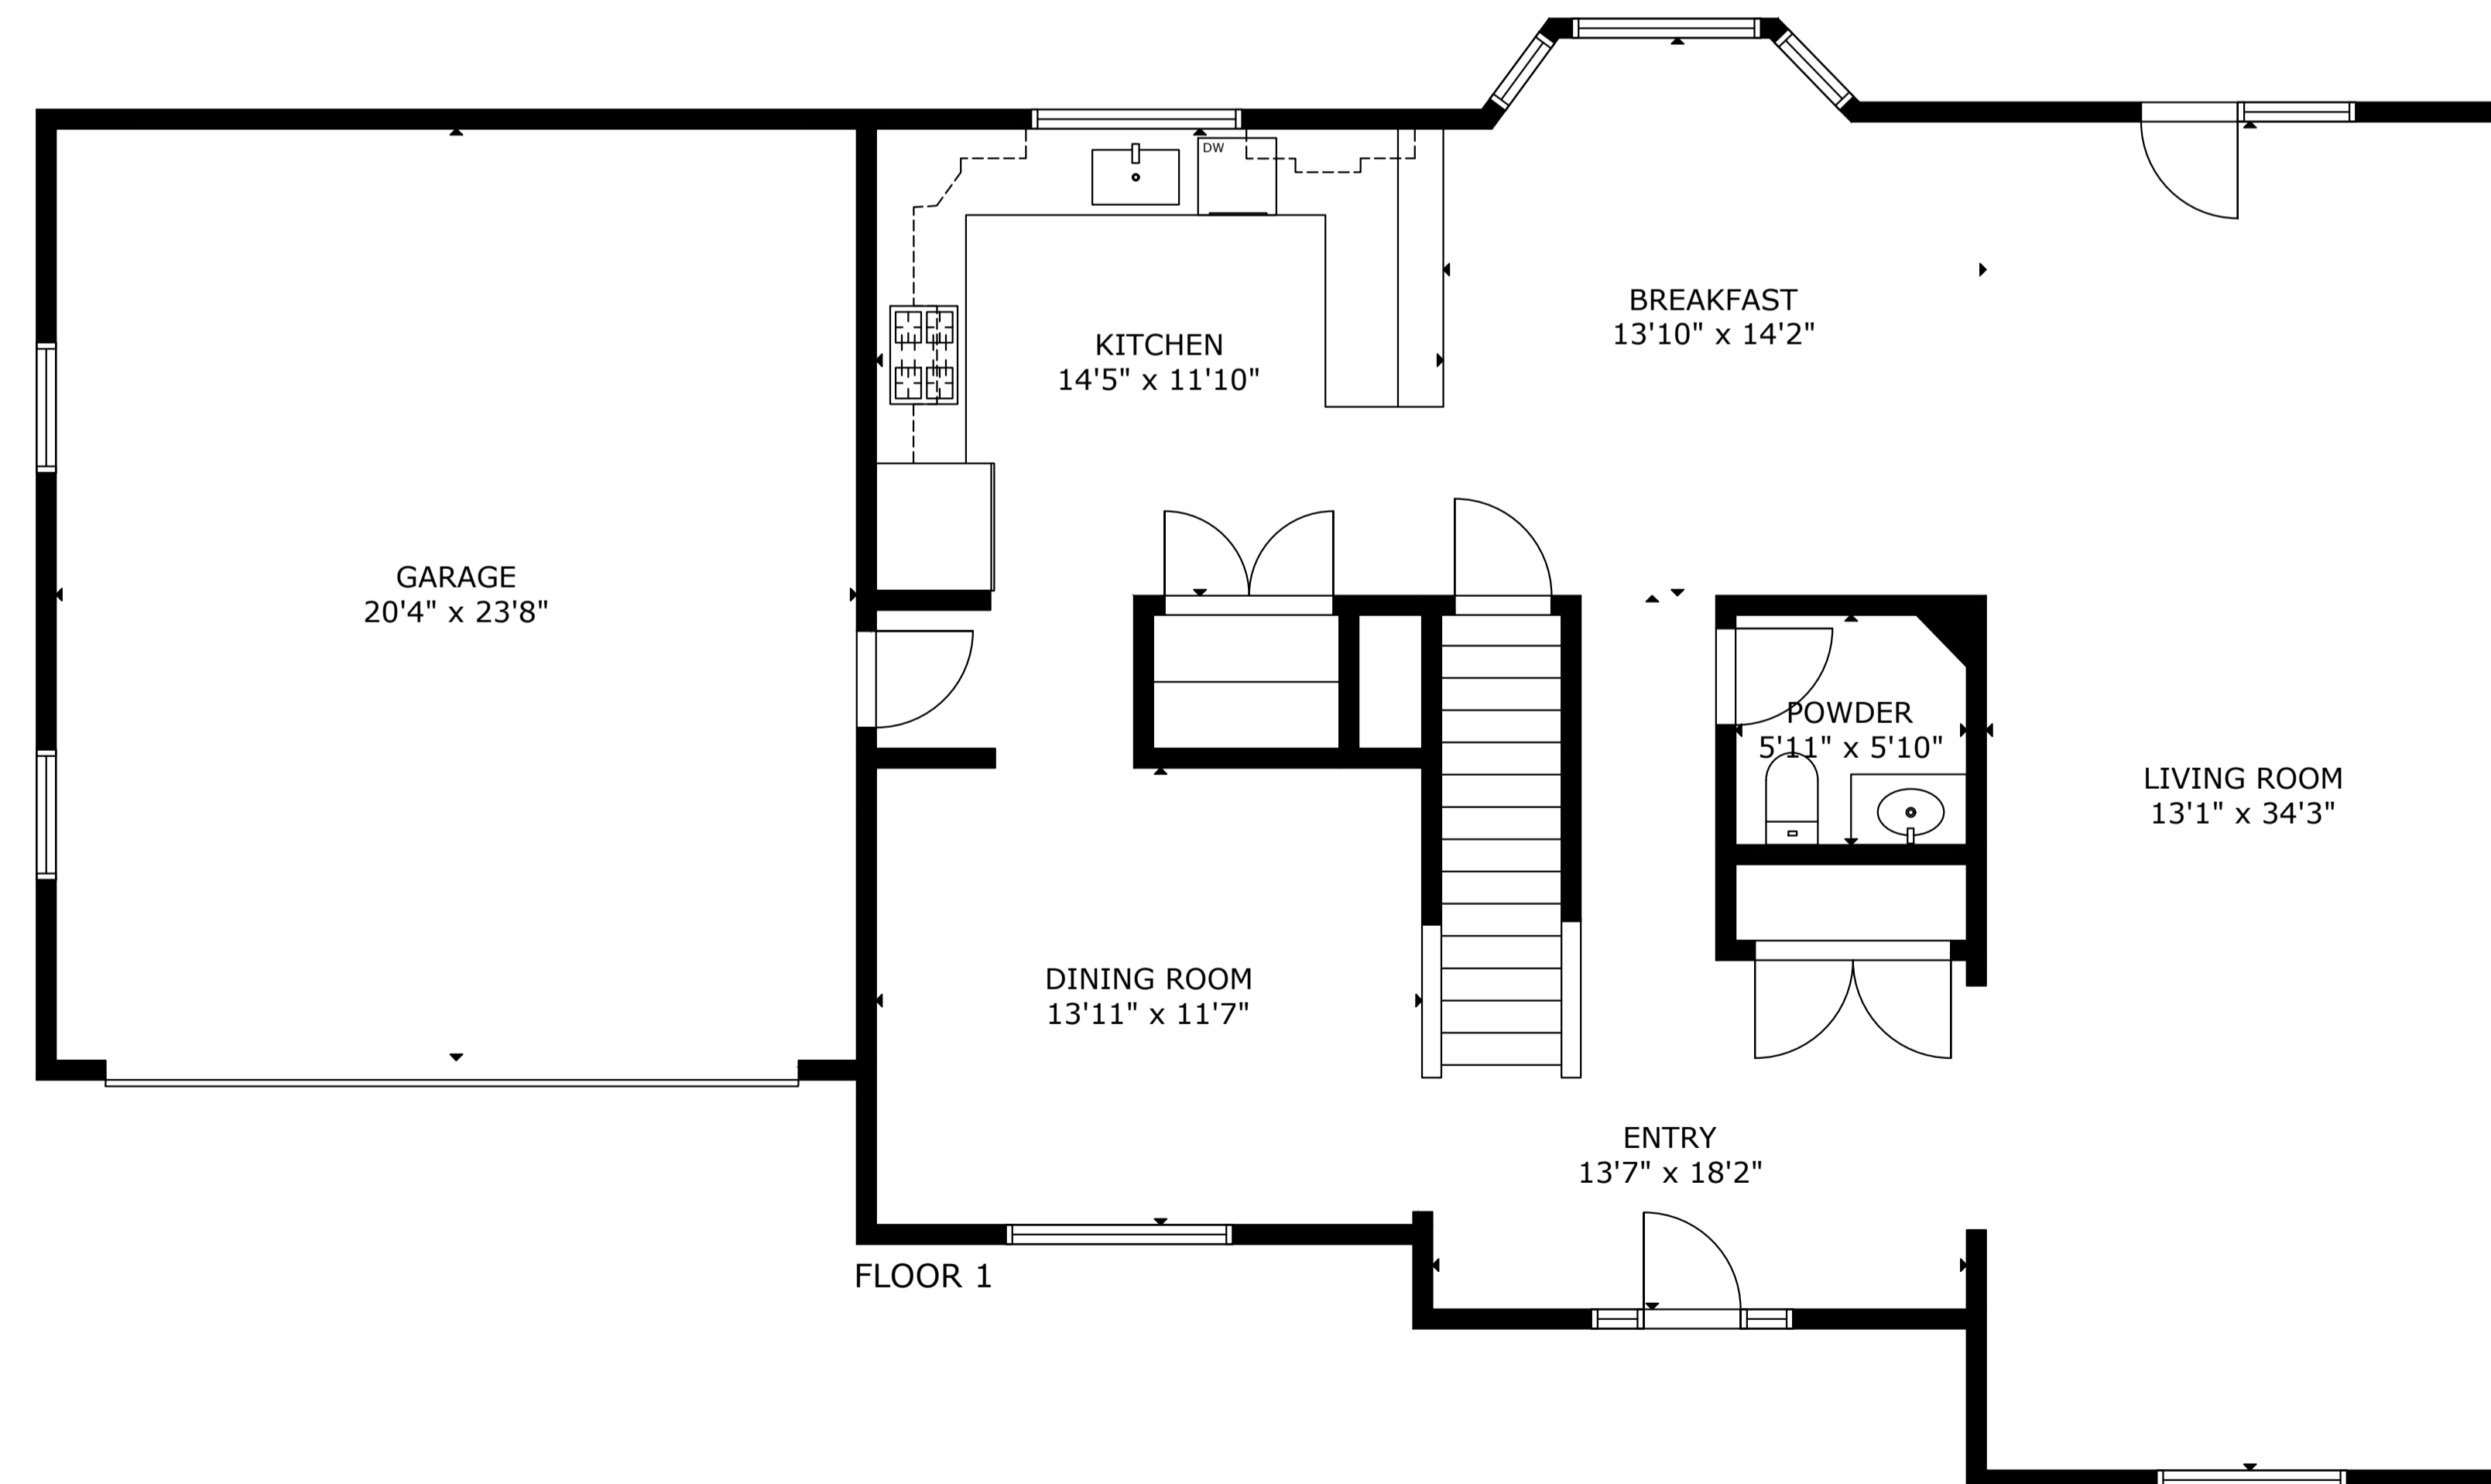 DW
BREAKFAST
13'10" x 14'2"
KITCHEN
14'5" x 11'10"
GARAGE
20'4" x 23'8"
POWDER
5'11" x 5'10"
LIVING ROOM
13'1" x 34'3"
DINING ROOM
13'11" x 11'7"
ENTRY
13'7" x 18'2"
FLOOR 1